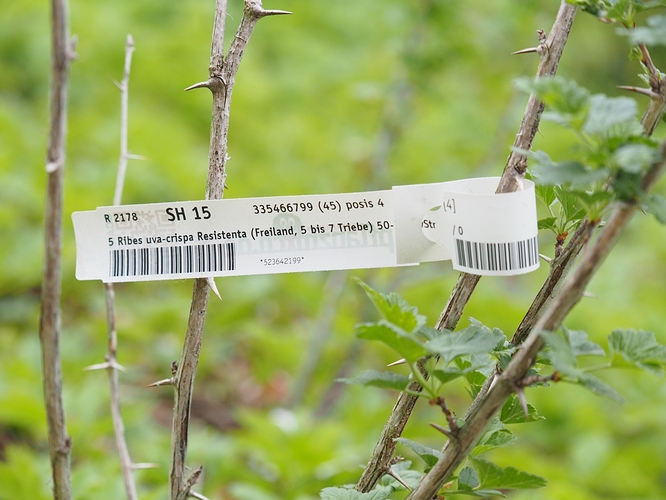 R 2178 SH 15 335466799 (45) posis 4 [4]
5 Ribes uva-crispa Resistenta (Freiland, 5 bis 7 Triebe) 50- Str / 0
*523642199*